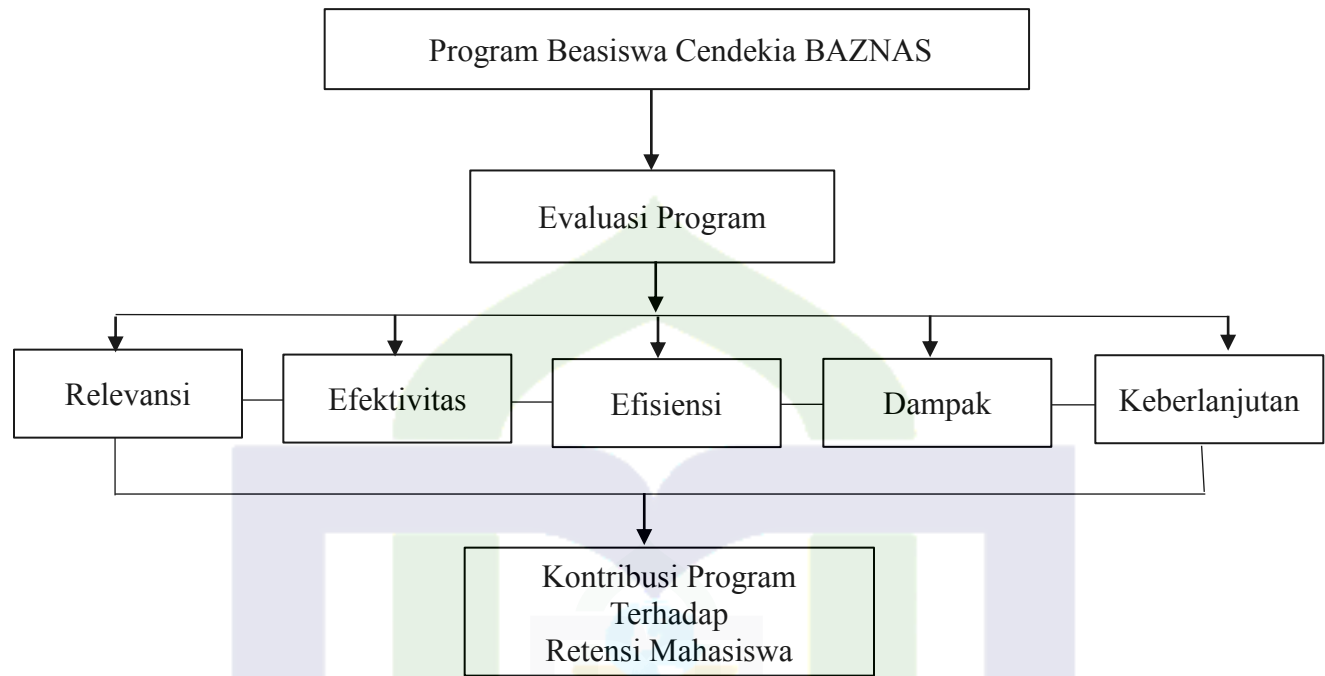 Program Beasiswa Cendekia BAZNAS
Evaluasi Program
Relevansi
Efektivitas
Efisiensi
Dampak
Keberlanjutan
Kontribusi Program
Terhadap
Retensi Mahasiswa